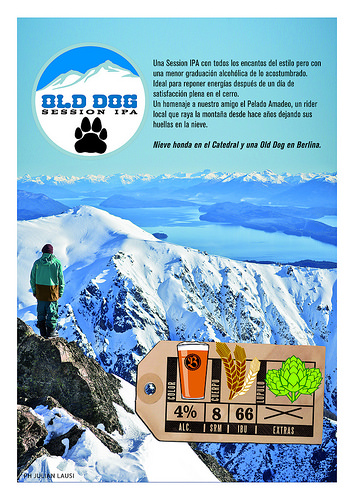 OLD DOG
SESSION IPA
Una Session IPA con todos los encantos del estilo pero con
una menor graduación alcohólica de lo acostumbrado.
Ideal para reponer energías después de un día de
satisfacción plena en el cerro.
Un homenaje a nuestro amigo el Pelado Amadeo, un rider
local que raya la montaña desde hace años dejando sus
huellas en la nieve.
Nieve honda en el Catedral y una Old Dog en Berlina.
COLOR
CUERPO
LUPULO
4% 8 66
ALC. SRM IBU EXTRAS
PH JULIÁN LAUSI